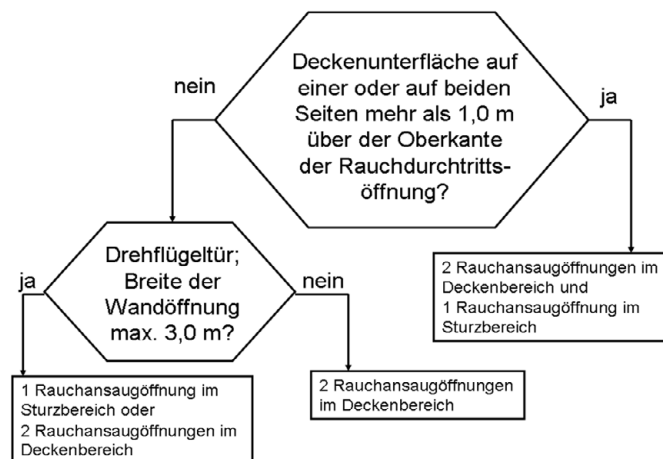 Deckenunterfläche auf
einer oder auf beiden
Seiten mehr als 1,0 m
über der Oberkante
der Rauchdurchtritts-
öffnung?
nein
ja
Drehflügeltür;
Breite der
Wandöffnung
max. 3,0 m?
ja
nein
2 Rauchansaugöffnungen im
Deckenbereich und
1 Rauchansaugöffnung im
Sturzbereich
1 Rauchansaugöffnung im
Sturzbereich oder
2 Rauchansaugöffnungen im
Deckenbereich
2 Rauchansaugöffnungen
im Deckenbereich